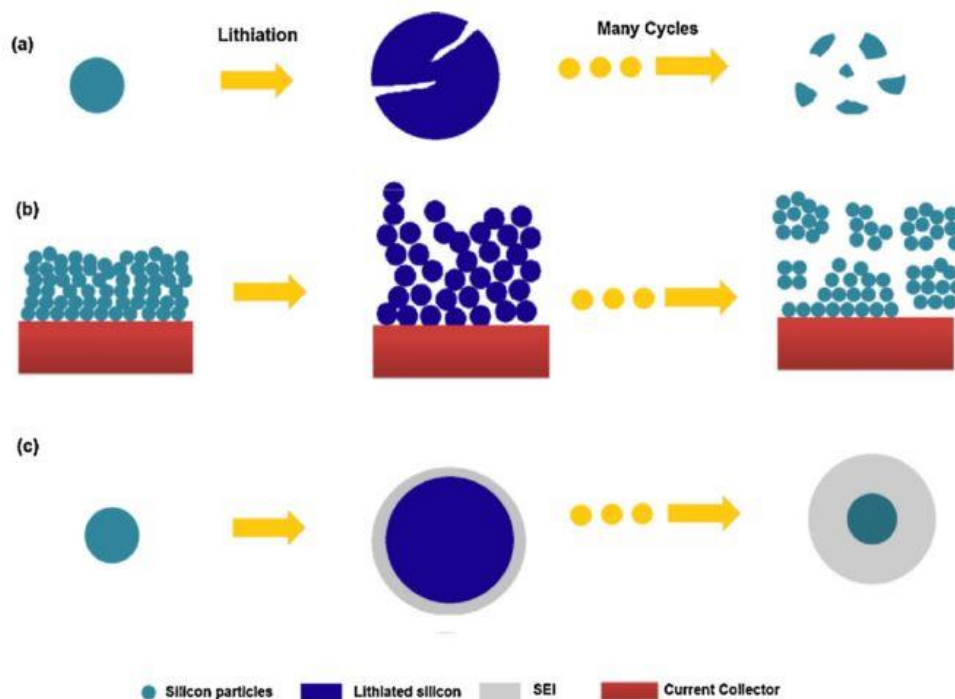 (a)
Lithiation
Many Cycles
(b)
(c)
Silicon particles
Lithiated silicon
SEI
Current Collector